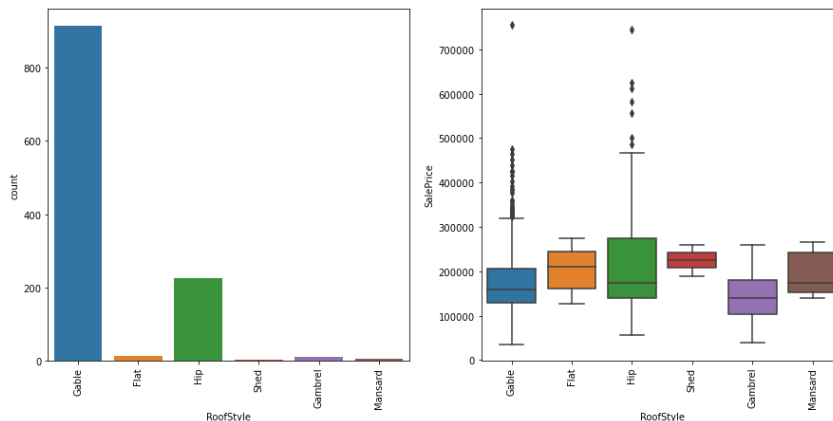 800
600
400
200
0
count
Gable
Flat
Hip
Shed
Gambrel
Mansard
RoofStyle
700000
600000
500000
400000
300000
200000
100000
0
SalePrice
Gable
Flat
Hip
Shed
Gambrel
Mansard
RoofStyle